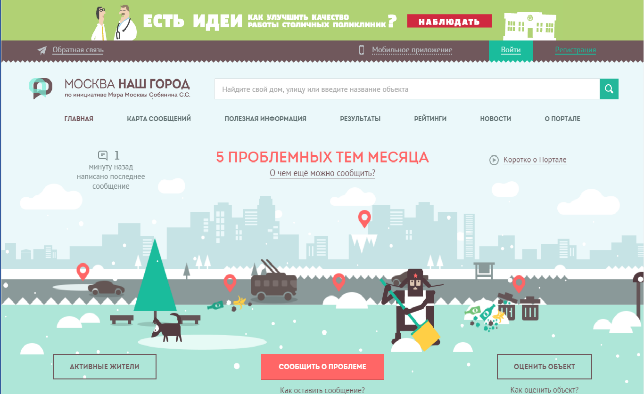 ЕСТЬ ИДЕИ КАК УЛУЧШИТЬ КАЧЕСТВО
РАБОТЫ СТОЛИЧНЫХ ПОЛИКЛИНИК ? НАБЛЮДАТЬ
Обратная связь Мобильное приложение Войти Регистрация
МОСКВА НАШ ГОРОД
по инициативе Мэра Москвы Собянина С.С.
Найдите свой дом, улицу или введите название объекта
ГЛАВНАЯ КАРТА СООБЩЕНИЙ ПОЛЕЗНАЯ ИНФОРМАЦИЯ РЕЗУЛЬТАТЫ РЕЙТИНГИ НОВОСТИ О ПОРТАЛЕ
1
минуту назад
написано последнее
сообщение
5 ПРОБЛЕМНЫХ ТЕМ МЕСЯЦА
О чем ещё можно сообщить?
Коротко о Портале
АКТИВНЫЕ ЖИТЕЛИ СООБЩИТЬ О ПРОБЛЕМЕ ОЦЕНИТЬ ОБЪЕКТ
Как оставить сообщение? Как оценить объект?